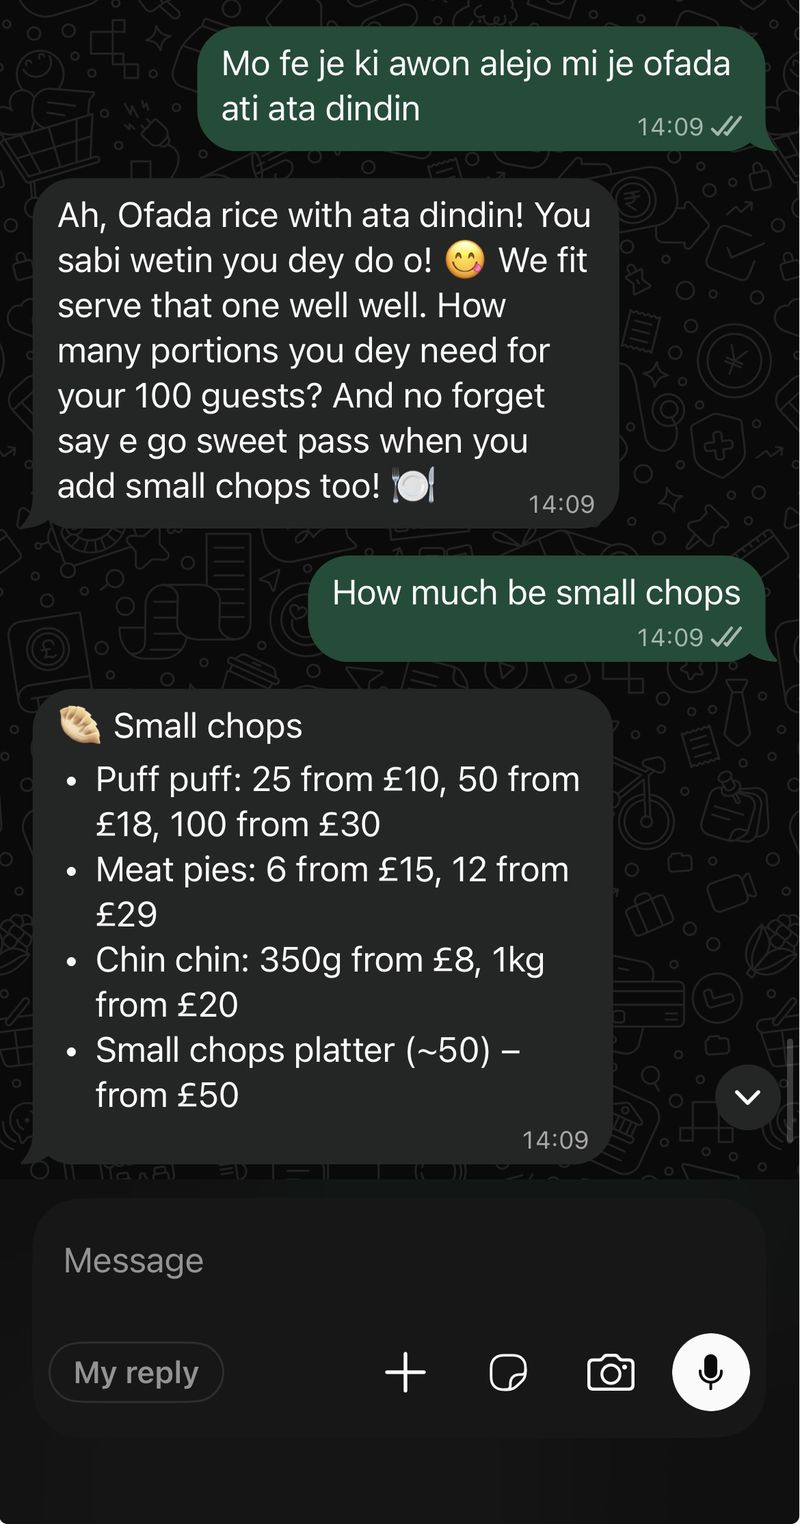 Mo fe je ki awon alejo mi je ofada
ati ata dindin
14:09
Ah, Ofada rice with ata dindin! You
sabi wetin you dey do o! 😋 We fit
serve that one well well. How
many portions you dey need for
your 100 guests? And no forget
say e go sweet pass when you
add small chops too! 🍽️
14:09
How much be small chops
14:09
🥟 Small chops
• Puff puff: 25 from £10, 50 from
£18, 100 from £30
• Meat pies: 6 from £15, 12 from
£29
• Chin chin: 350g from £8, 1kg
from £20
• Small chops platter (~50) –
from £50
14:09
Message
My reply